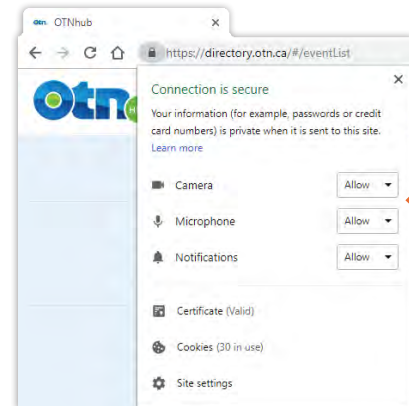 otn. OTNhub
https://directory.otn.ca/#/eventList
Otn
Connection is secure
Your information (for example, passwords or credit
card numbers) is private when it is sent to this site.
Learn more
Camera Allow
Microphone Allow
Notifications Allow
Certificate (Valid)
Cookies (30 in use)
Site settings